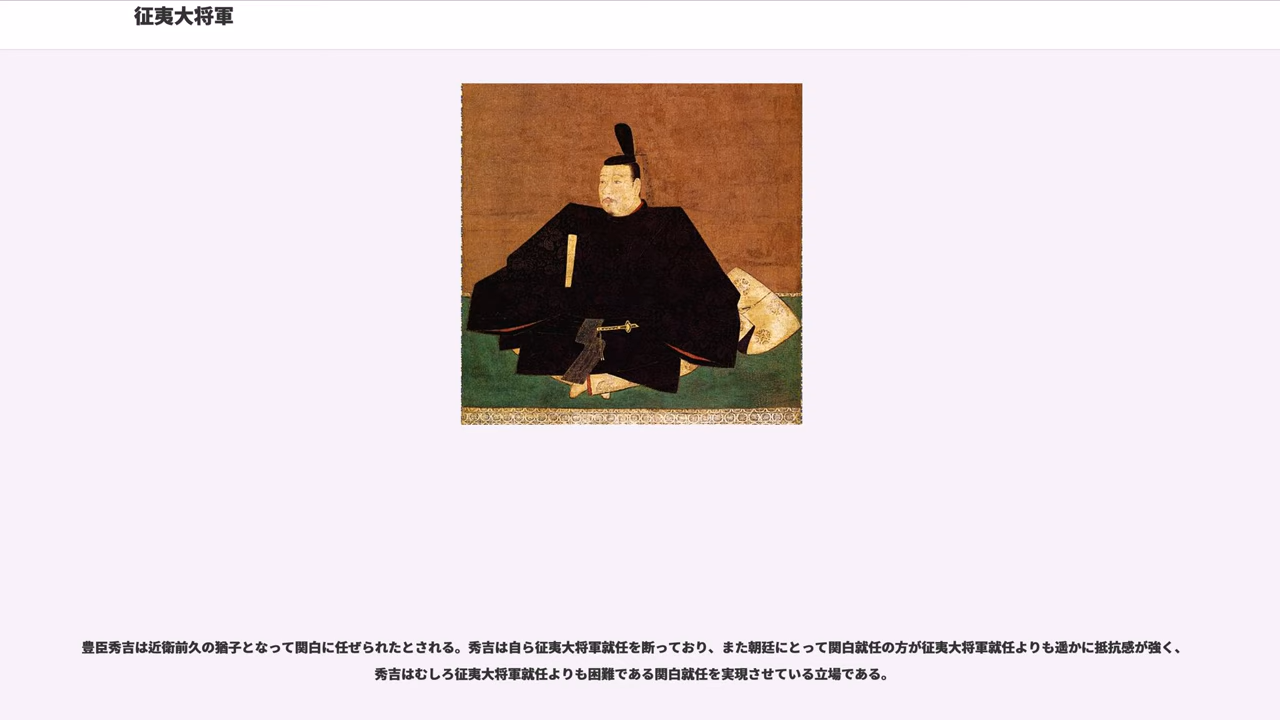 征夷大将軍
豊臣秀吉は近衛前久の猶子となって関白に任ぜられたとされる。秀吉は自ら征夷大将軍就任を断っており、また朝廷にとって関白就任の方が征夷大将軍就任よりも遥かに抵抗感が強く、
秀吉はむしろ征夷大将軍就任よりも困難である関白就任を実現させている立場である。